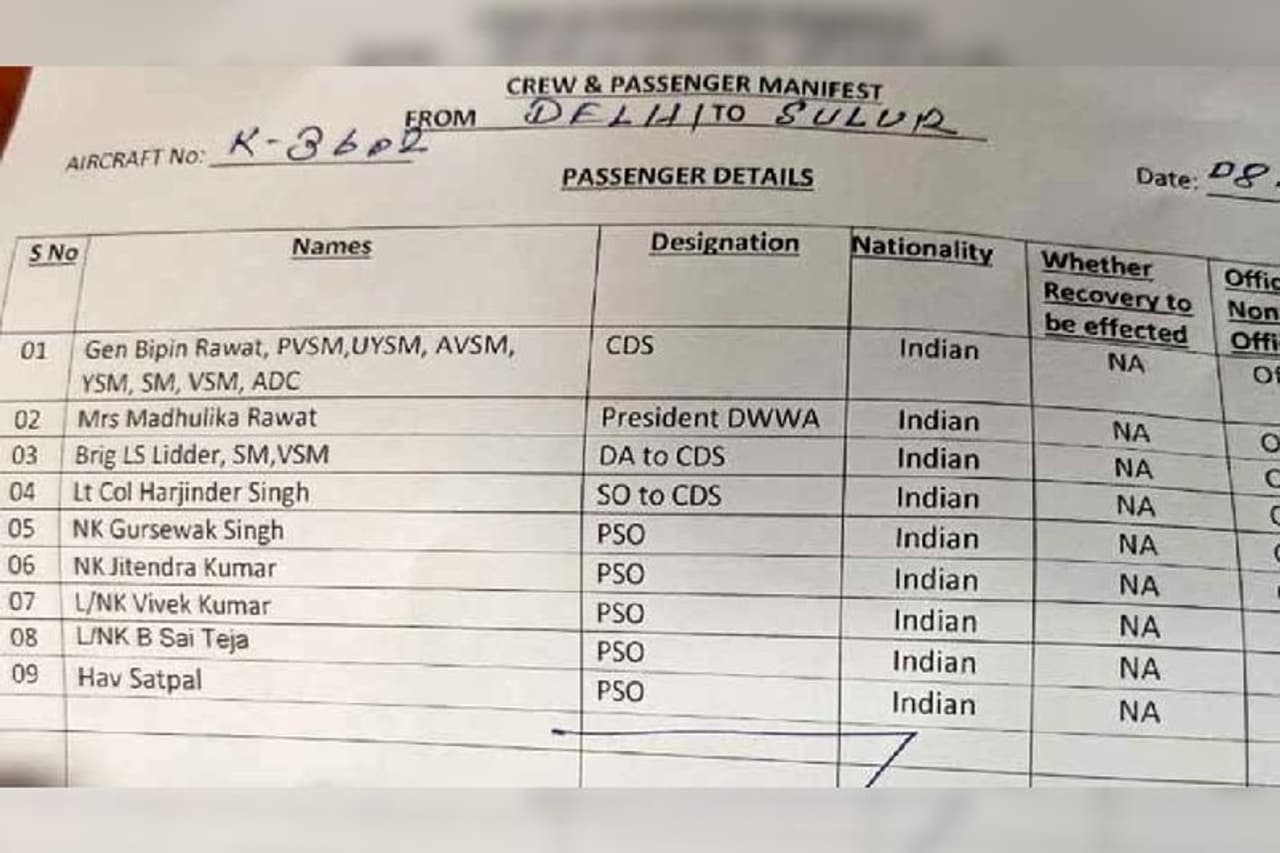 CREW & PASSENGER MANIFEST
FROM DELHI TO SULUR
AIRCRAFT No: K-3602
PASSENGER DETAILS
Date: 08.
S No Names Designation Nationality Whether Recovery to be effected Non
01 Gen Bipin Rawat, PVSM,UYSM, AVSM, CDS Indian NA
YSM, SM, VSM, ADC
02 Mrs Madhulika Rawat President DWWA Indian NA
03 Brig LS Lidder, SM,VSM DA to CDS Indian NA
04 Lt Col Harjinder Singh SO to CDS Indian NA
05 NK Gursewak Singh PSO Indian NA
06 NK Jitendra Kumar PSO Indian NA
07 L/NK Vivek Kumar PSO Indian NA
08 L/NK B Sai Teja PSO Indian NA
09 Hav Satpal PSO Indian NA